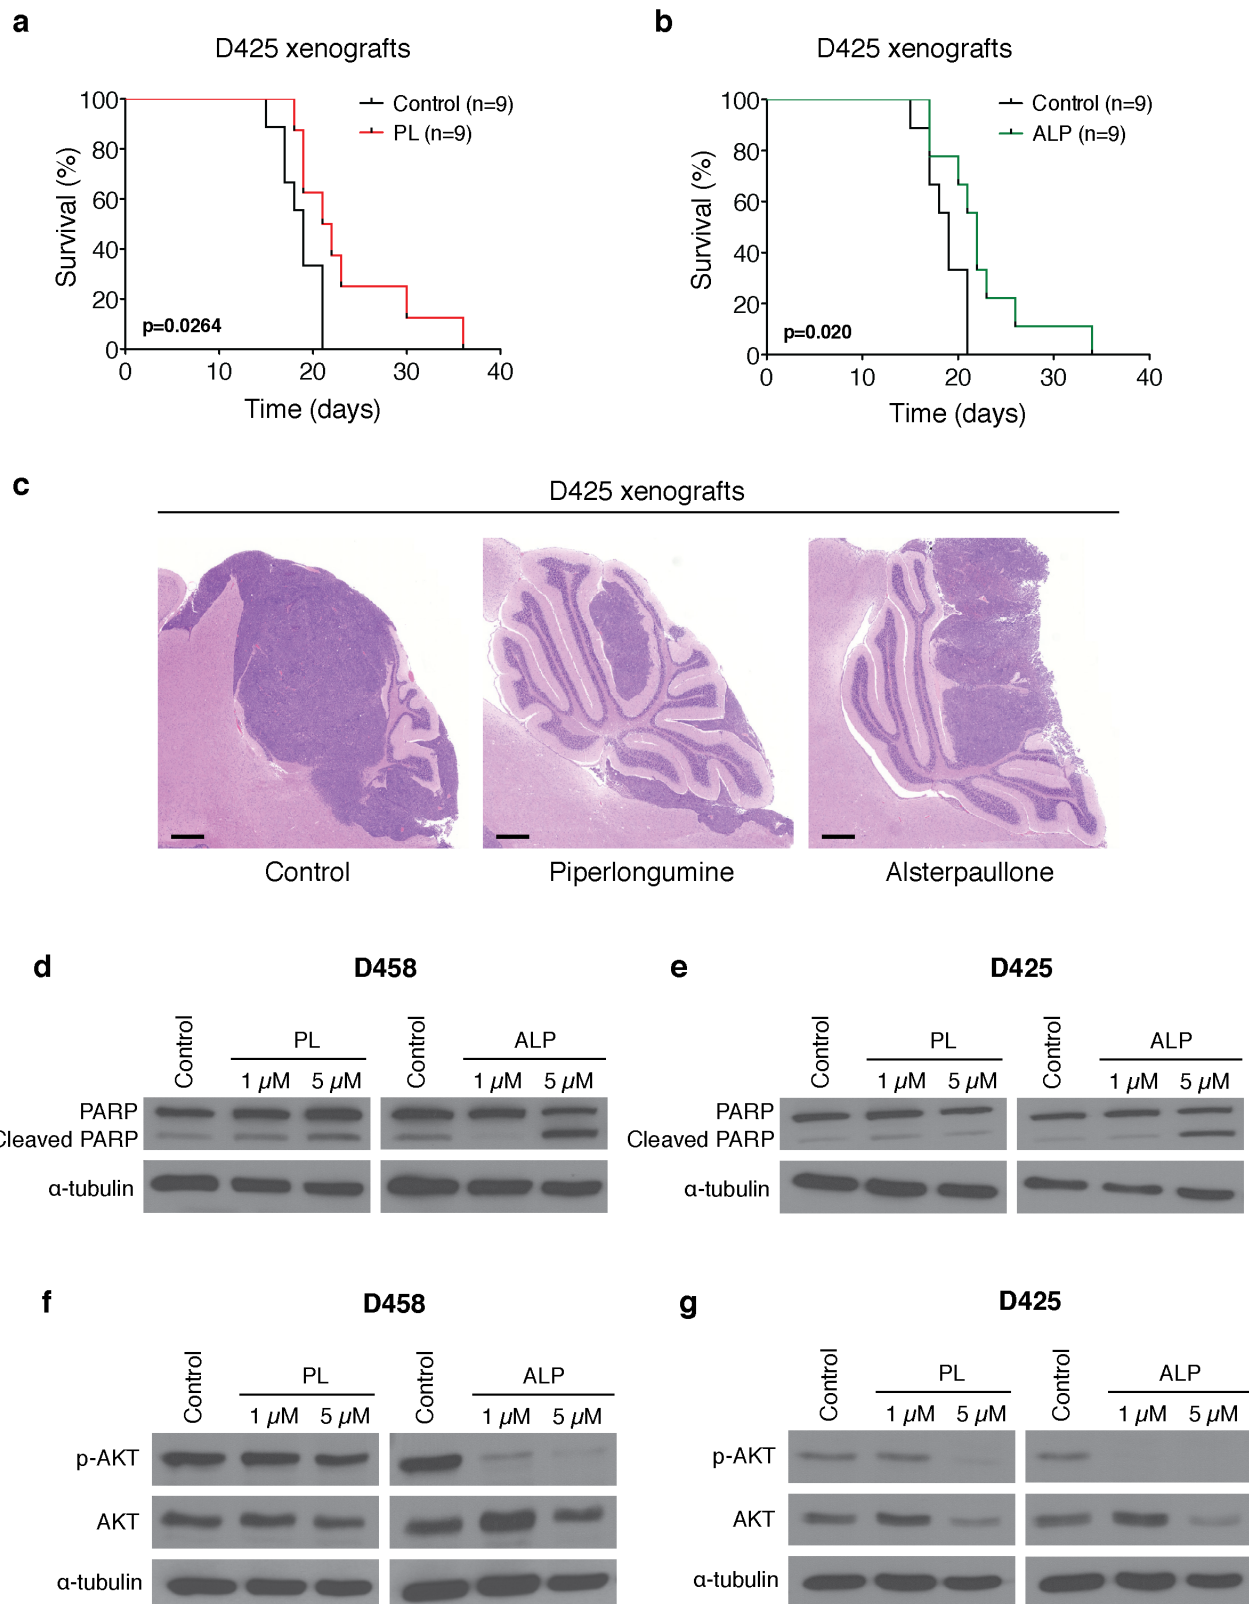 a
D425 xenografts
Survival (%)
100
80
60
40
20
0
Control (n=9)
PL (n=9)
p=0.0264
0 10 20 30 40
Time (days)
b
D425 xenografts
Survival (%)
100
80
60
40
20
0
Control (n=9)
ALP (n=9)
p=0.020
0 10 20 30 40
Time (days)
c
D425 xenografts
Control Piperlongumine Alsterpaullone
d
D458
Control PL Control ALP
1 µM 5 µM 1 µM 5 µM
PARP
Cleaved PARP
α-tubulin
e
D425
Control PL Control ALP
1 µM 5 µM 1 µM 5 µM
PARP
Cleaved PARP
α-tubulin
f
D458
Control PL Control ALP
1 µM 5 µM 1 µM 5 µM
p-AKT
AKT
α-tubulin
g
D425
Control PL Control ALP
1 µM 5 µM 1 µM 5 µM
p-AKT
AKT
α-tubulin